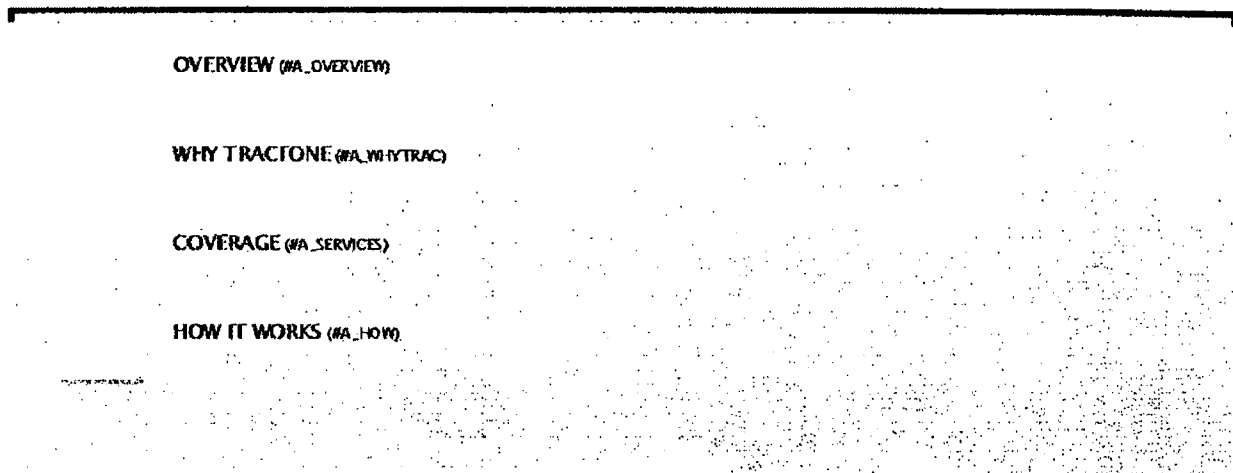 OVERVIEW (#A_OVERVIEW)
WHY TRACFONE (#A_WHYTRAC)
COVERAGE (#A_SERVICES)
HOW IT WORKS (#A_HOW)